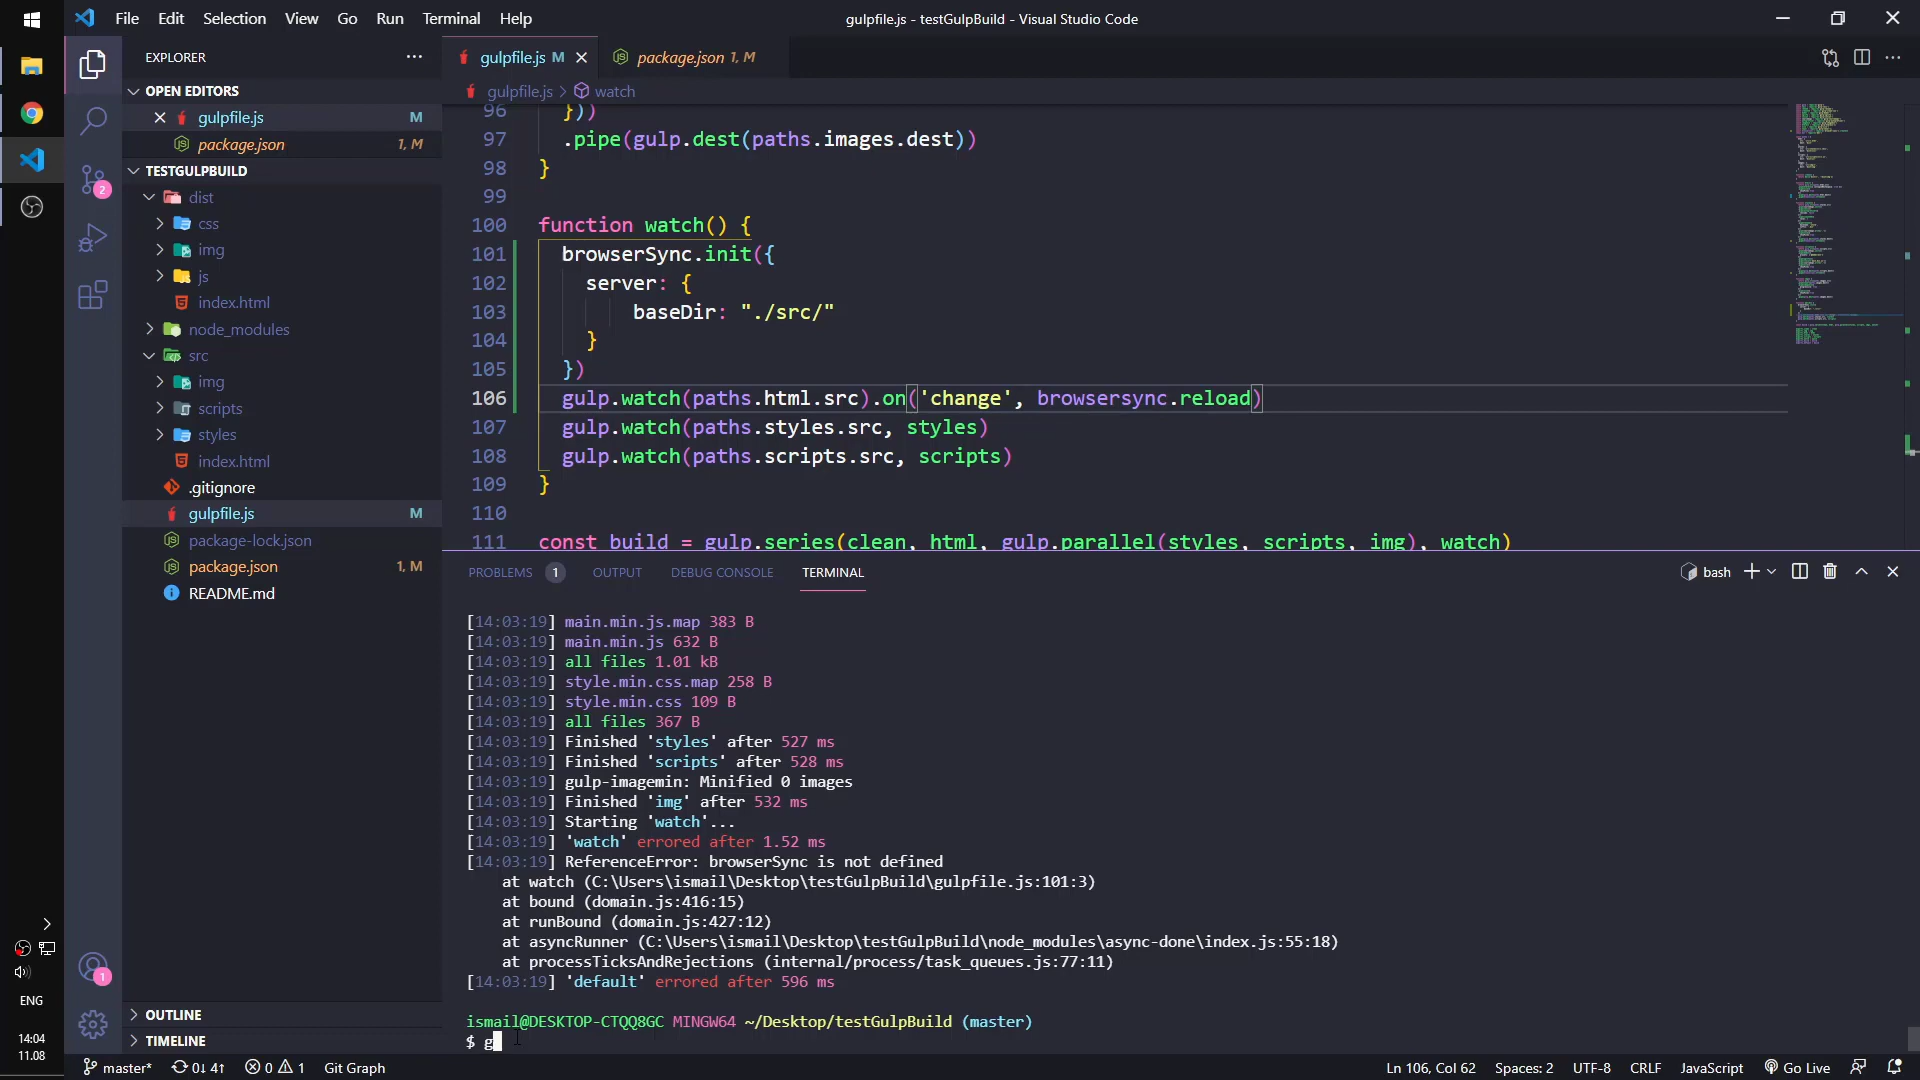 File Edit Selection View Go Run Terminal Help
gulpfile.js - testGulpBuild - Visual Studio Code
EXPLORER
gulpfile.js M
package.json 1, M
OPEN EDITORS
gulpfile.js > watch
gulpfile.js M
package.json 1, M
TESTGULPBUILD
dist
css
img
js
index.html
node_modules
src
img
scripts
styles
index.html
.gitignore
gulpfile.js M
package-lock.json
package.json 1, M
README.md
OUTLINE
TIMELINE
96 }))
97 .pipe(gulp.dest(paths.images.dest))
98 }
99
100 function watch() {
101 browserSync.init({
102 server: {
103 baseDir: "./src/"
104 }
105 })
106 gulp.watch(paths.html.src).on('change', browsersync.reload)
107 gulp.watch(paths.styles.src, styles)
108 gulp.watch(paths.scripts.src, scripts)
109 }
110
111 const build = gulp.series(clean, html, gulp.parallel(styles, scripts, img), watch)
PROBLEMS 1 OUTPUT DEBUG CONSOLE TERMINAL
bash
[14:03:19] main.min.js.map 383 B
[14:03:19] main.min.js 632 B
[14:03:19] all files 1.01 kB
[14:03:19] style.min.css.map 258 B
[14:03:19] style.min.css 109 B
[14:03:19] all files 367 B
[14:03:19] Finished 'styles' after 527 ms
[14:03:19] Finished 'scripts' after 528 ms
[14:03:19] gulp-imagemin: Minified 0 images
[14:03:19] Finished 'img' after 532 ms
[14:03:19] Starting 'watch'...
[14:03:19] 'watch' errored after 1.52 ms
[14:03:19] ReferenceError: browserSync is not defined
at watch (C:\Users\ismail\Desktop\testGulpBuild\gulpfile.js:101:3)
at bound (domain.js:416:15)
at runBound (domain.js:427:12)
at asyncRunner (C:\Users\ismail\Desktop\testGulpBuild\node_modules\async-done\index.js:55:18)
at processTicksAndRejections (internal/process/task_queues.js:77:11)
[14:03:19] 'default' errored after 596 ms
ismail@DESKTOP-CTQQ8GC MINGW64 ~/Desktop/testGulpBuild (master)
$ g
2
1
ENG
14:04
11.08
master* 0↓ 4↑ 0 1 Git Graph
Ln 106, Col 62 Spaces: 2 UTF-8 CRLF JavaScript Go Live